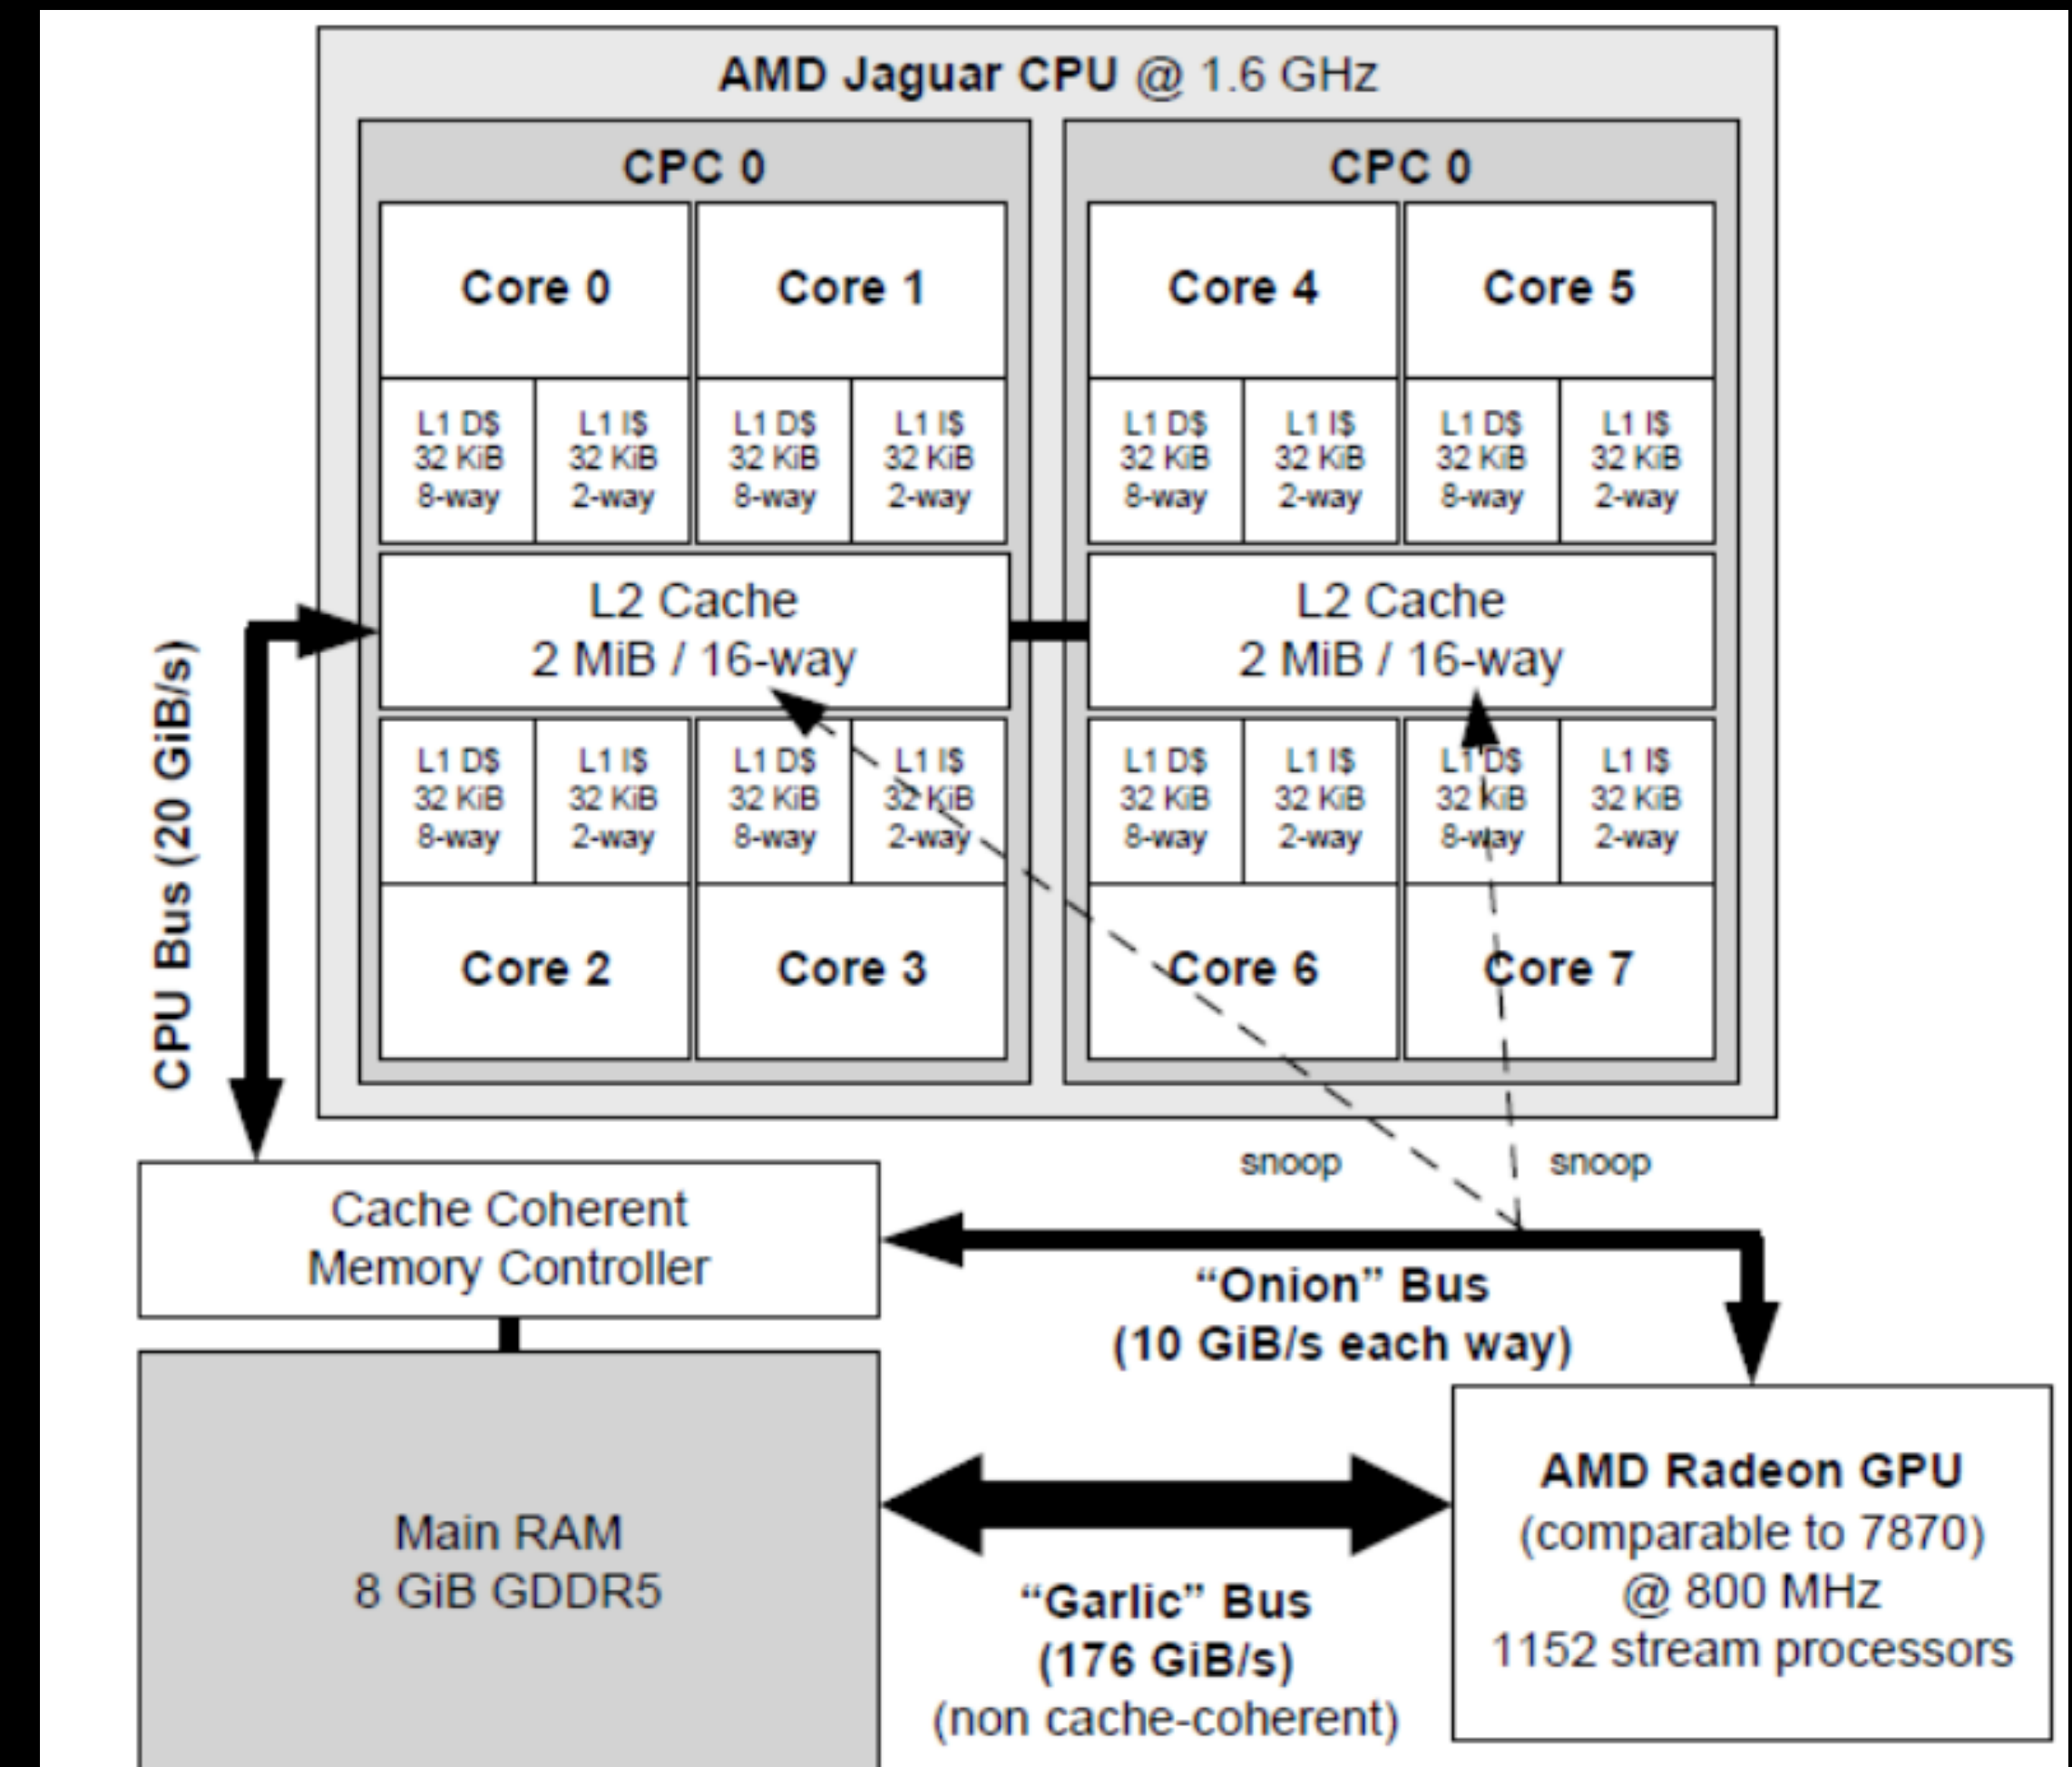 AMD Jaguar CPU @ 1.6 GHz
CPC 0
CPC 0
Core 0
Core 1
Core 4
Core 5
L1 D$
32 KiB
8-way
L1 I$
32 KiB
2-way
L1 D$
32 KiB
8-way
L1 I$
32 KiB
2-way
L1 D$
32 KiB
8-way
L1 I$
32 KiB
2-way
L1 D$
32 KiB
8-way
L1 I$
32 KiB
2-way
L2 Cache
2 MiB / 16-way
L2 Cache
2 MiB / 16-way
CPU Bus (20 GiB/s)
L1 D$
32 KiB
8-way
L1 I$
32 KiB
2-way
L1 D$
32 KiB
8-way
L1 I$
32 KiB
2-way
L1 D$
32 KiB
8-way
L1 I$
32 KiB
2-way
L1 D$
32 KiB
8-way
L1 I$
32 KiB
2-way
Core 2
Core 3
Core 6
Core 7
snoop
snoop
Cache Coherent
Memory Controller
“Onion” Bus
(10 GiB/s each way)
Main RAM
8 GiB GDDR5
“Garlic” Bus
(176 GiB/s)
(non cache-coherent)
AMD Radeon GPU
(comparable to 7870)
@ 800 MHz
1152 stream processors